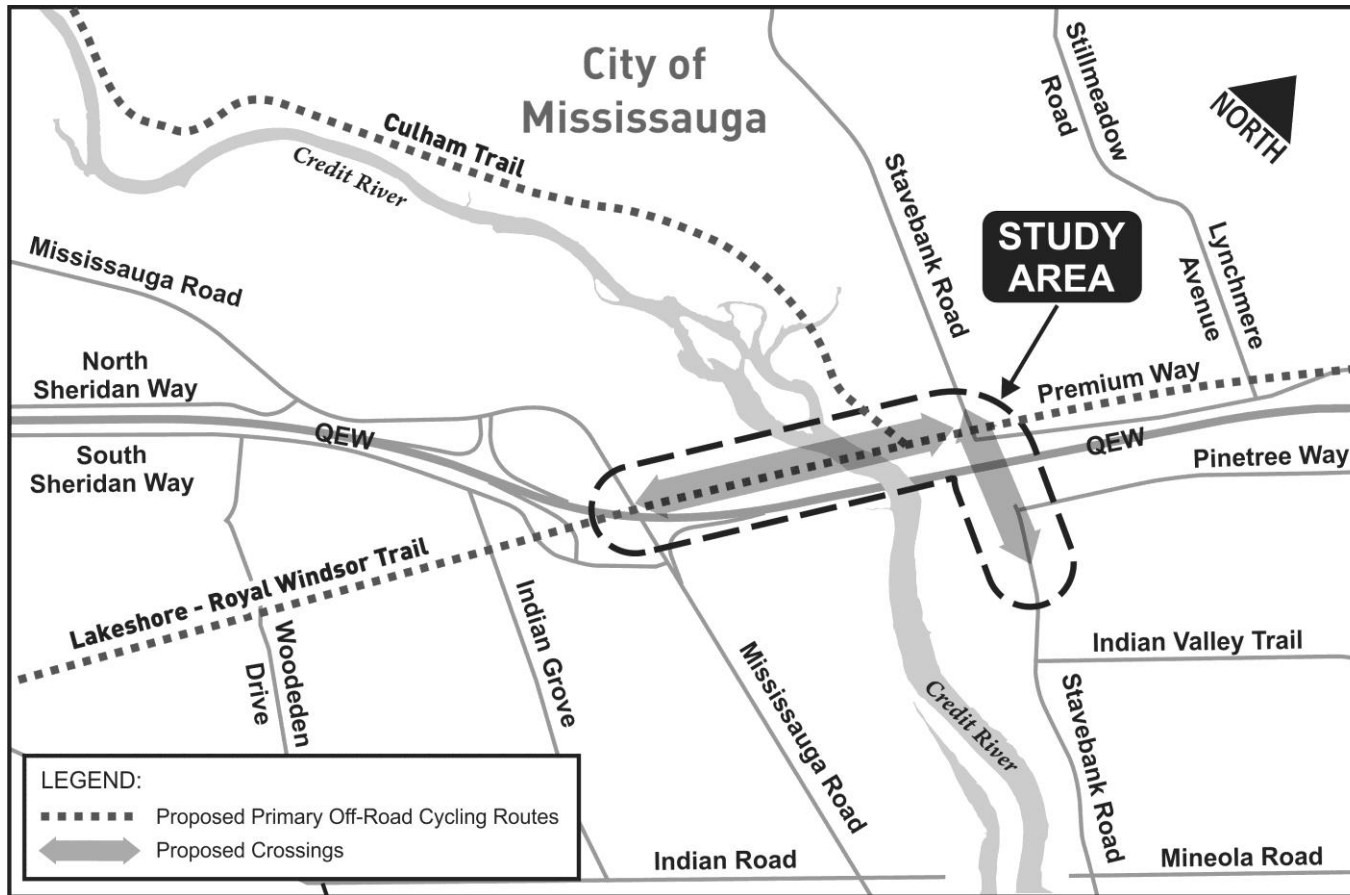 City of
Mississauga
Stillmeadow
Road
NORTH
Culham Trail
Credit River
Stavebank Road
STUDY
AREA
Lynchmere
Avenue
Mississauga Road
North
Sheridan Way
QEW
South
Sheridan Way
Premium Way
QEW
Pinetree Way
Lakeshore - Royal Windsor Trail
Woodeden
Drive
Indian Grove
Mississauga Road
Credit River
Indian Valley Trail
Stavebank Road
LEGEND:
Proposed Primary Off-Road Cycling Routes
Proposed Crossings
Indian Road
Mineola Road